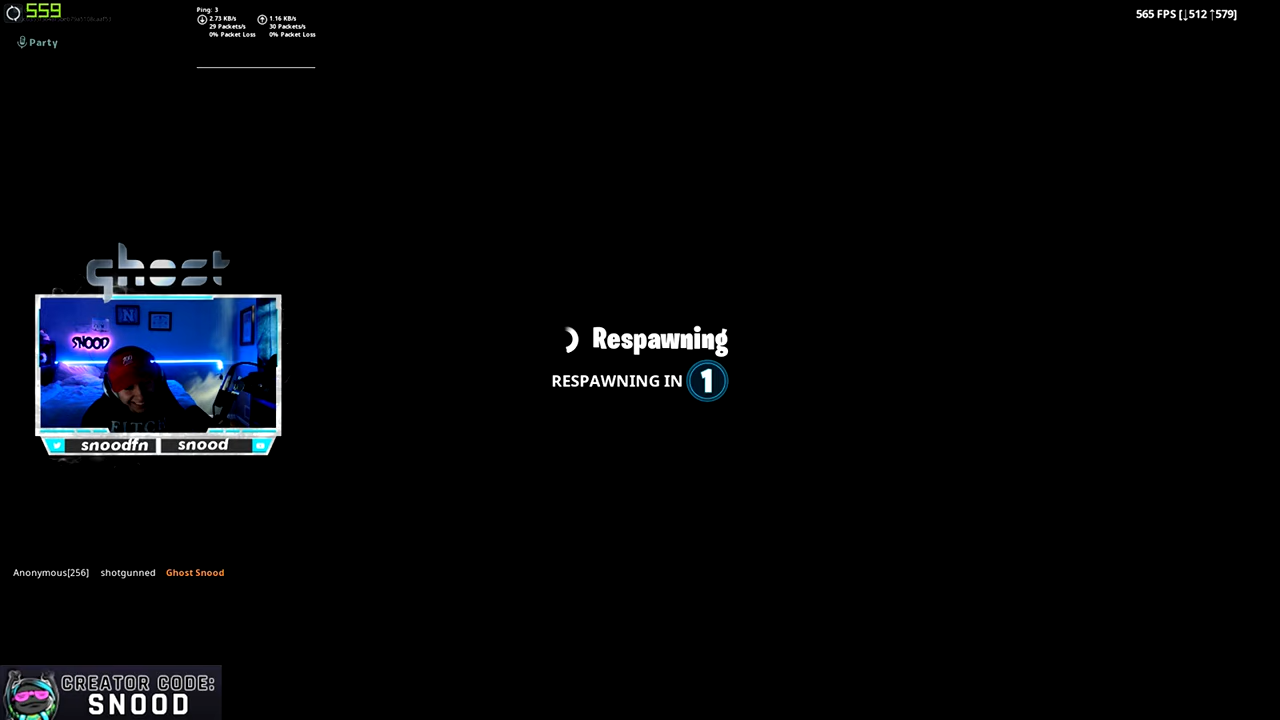 559
Ping: 3
2.73 KB/s
1.16 KB/s
29 Packets/s
30 Packets/s
0% Packet Loss
0% Packet Loss
565 FPS [↓512 ↑579]
Party
ghost
SNOOD
snoodfn
snood
Respawning
RESPAWNING IN 1
Anonymous[256] shotgunned Ghost Snood
CREATOR CODE:
SNOOD